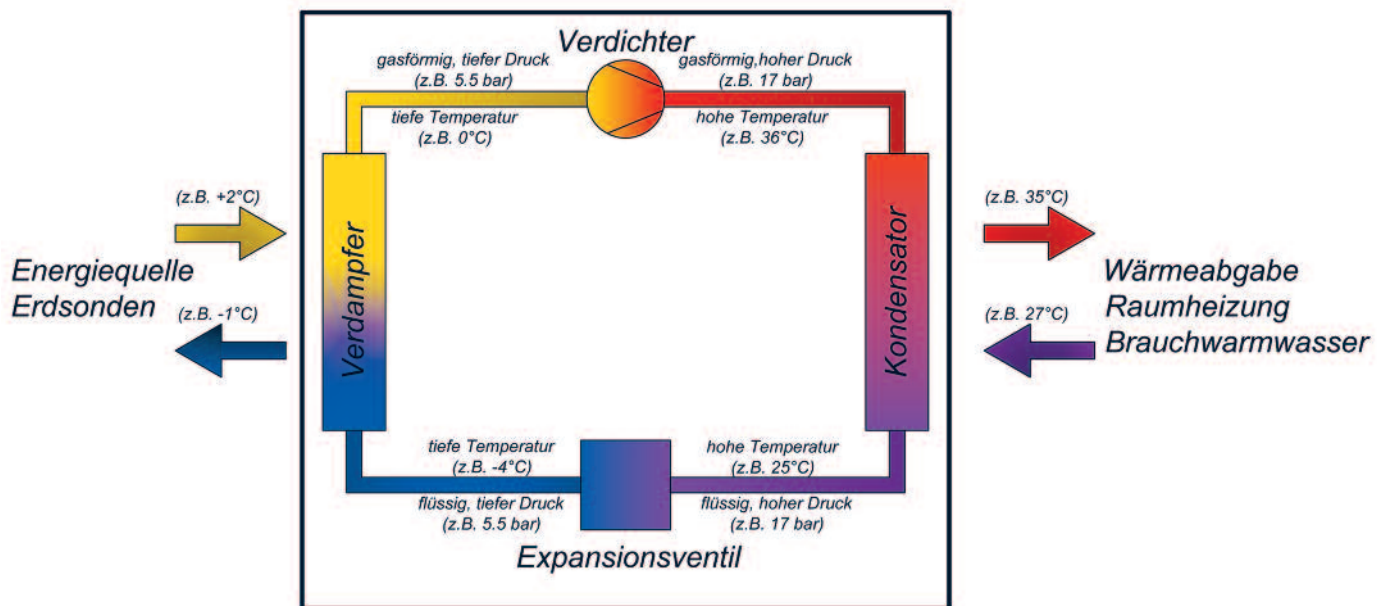 Verdichter
gasförmig, tiefer Druck
(z.B. 5.5 bar)
gasförmig,hoher Druck
(z.B. 17 bar)
tiefe Temperatur
(z.B. 0°C)
hohe Temperatur
(z.B. 36°C)
(z.B. +2°C)
Energiequelle
Erdsonden
(z.B. -1°C)
Verdampfer
Kondensator
(z.B. 35°C)
Wärmeabgabe
Raumheizung
Brauchwarmwasser
(z.B. 27°C)
tiefe Temperatur
(z.B. -4°C)
hohe Temperatur
(z.B. 25°C)
flüssig, tiefer Druck
(z.B. 5.5 bar)
flüssig, hoher Druck
(z.B. 17 bar)
Expansionsventil